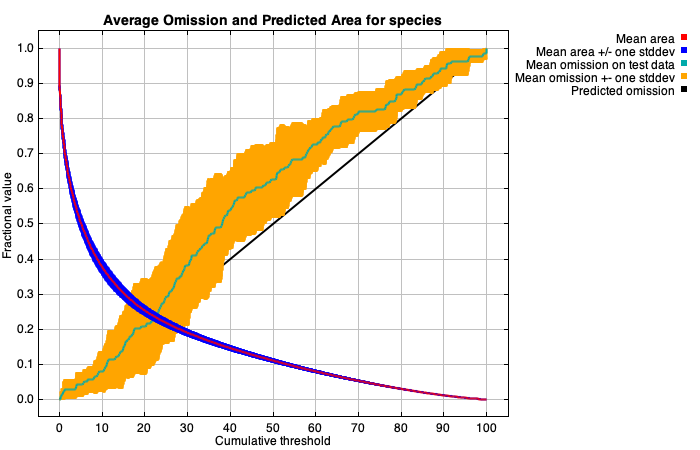 Average Omission and Predicted Area for species
Mean area
Mean area +/- one stddev
Mean omission on test data
Mean omission +- one stddev
Predicted omission
Fractional value
1.0
0.9
0.8
0.7
0.6
0.5
0.4
0.3
0.2
0.1
0.0
0 10 20 30 40 50 60 70 80 90 100
Cumulative threshold